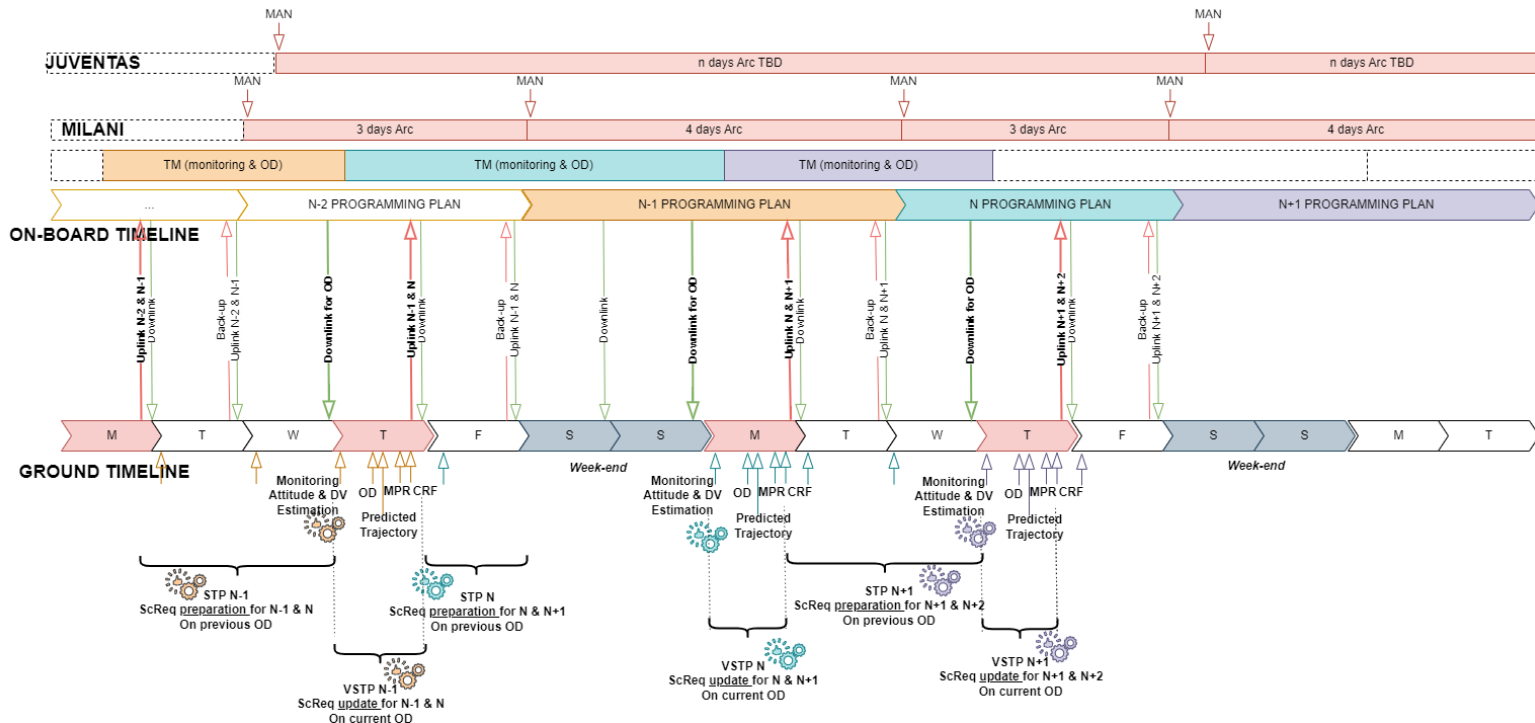 MAN
MAN
JUVENTAS
n days Arc TBD
n days Arc TBD
MAN
MAN
MAN
MAN
MILANI
3 days Arc
4 days Arc
3 days Arc
4 days Arc
TM (monitoring & OD)
TM (monitoring & OD)
TM (monitoring & OD)
...
N-2 PROGRAMMING PLAN
N-1 PROGRAMMING PLAN
N PROGRAMMING PLAN
N+1 PROGRAMMING PLAN
ON-BOARD TIMELINE
Uplink N-2 & N-1
Downlink
Back-up
Uplink N-2 & N-1
Downlink for OD
Uplink N-1 & N
Downlink
Back-up
Uplink N-1 & N
Downlink
Downlink for OD
Uplink N & N+1
Downlink
Back-up
Uplink N & N+1
Downlink for OD
Uplink N+1 & N+2
Downlink
Back-up
Uplink N+1 & N+2
M
T
W
T
F
S
S
M
T
W
T
F
S
S
M
T
GROUND TIMELINE
Week-end
Week-end
Monitoring
Attitude & DV
Estimation
OD
MPR CRF
Predicted
Trajectory
Monitoring
Attitude & DV
Estimation
OD
MPR CRF
Predicted
Trajectory
Monitoring
Attitude & DV
Estimation
OD
MPR CRF
Predicted
Trajectory
STP N-1
ScReq preparation for N-1 & N
On previous OD
STP N
ScReq preparation for N & N+1
On previous OD
STP N+1
ScReq preparation for N+1 & N+2
On previous OD
VSTP N-1
ScReq update for N-1 & N
On current OD
VSTP N
ScReq update for N & N+1
On current OD
VSTP N+1
ScReq update for N+1 & N+2
On current OD